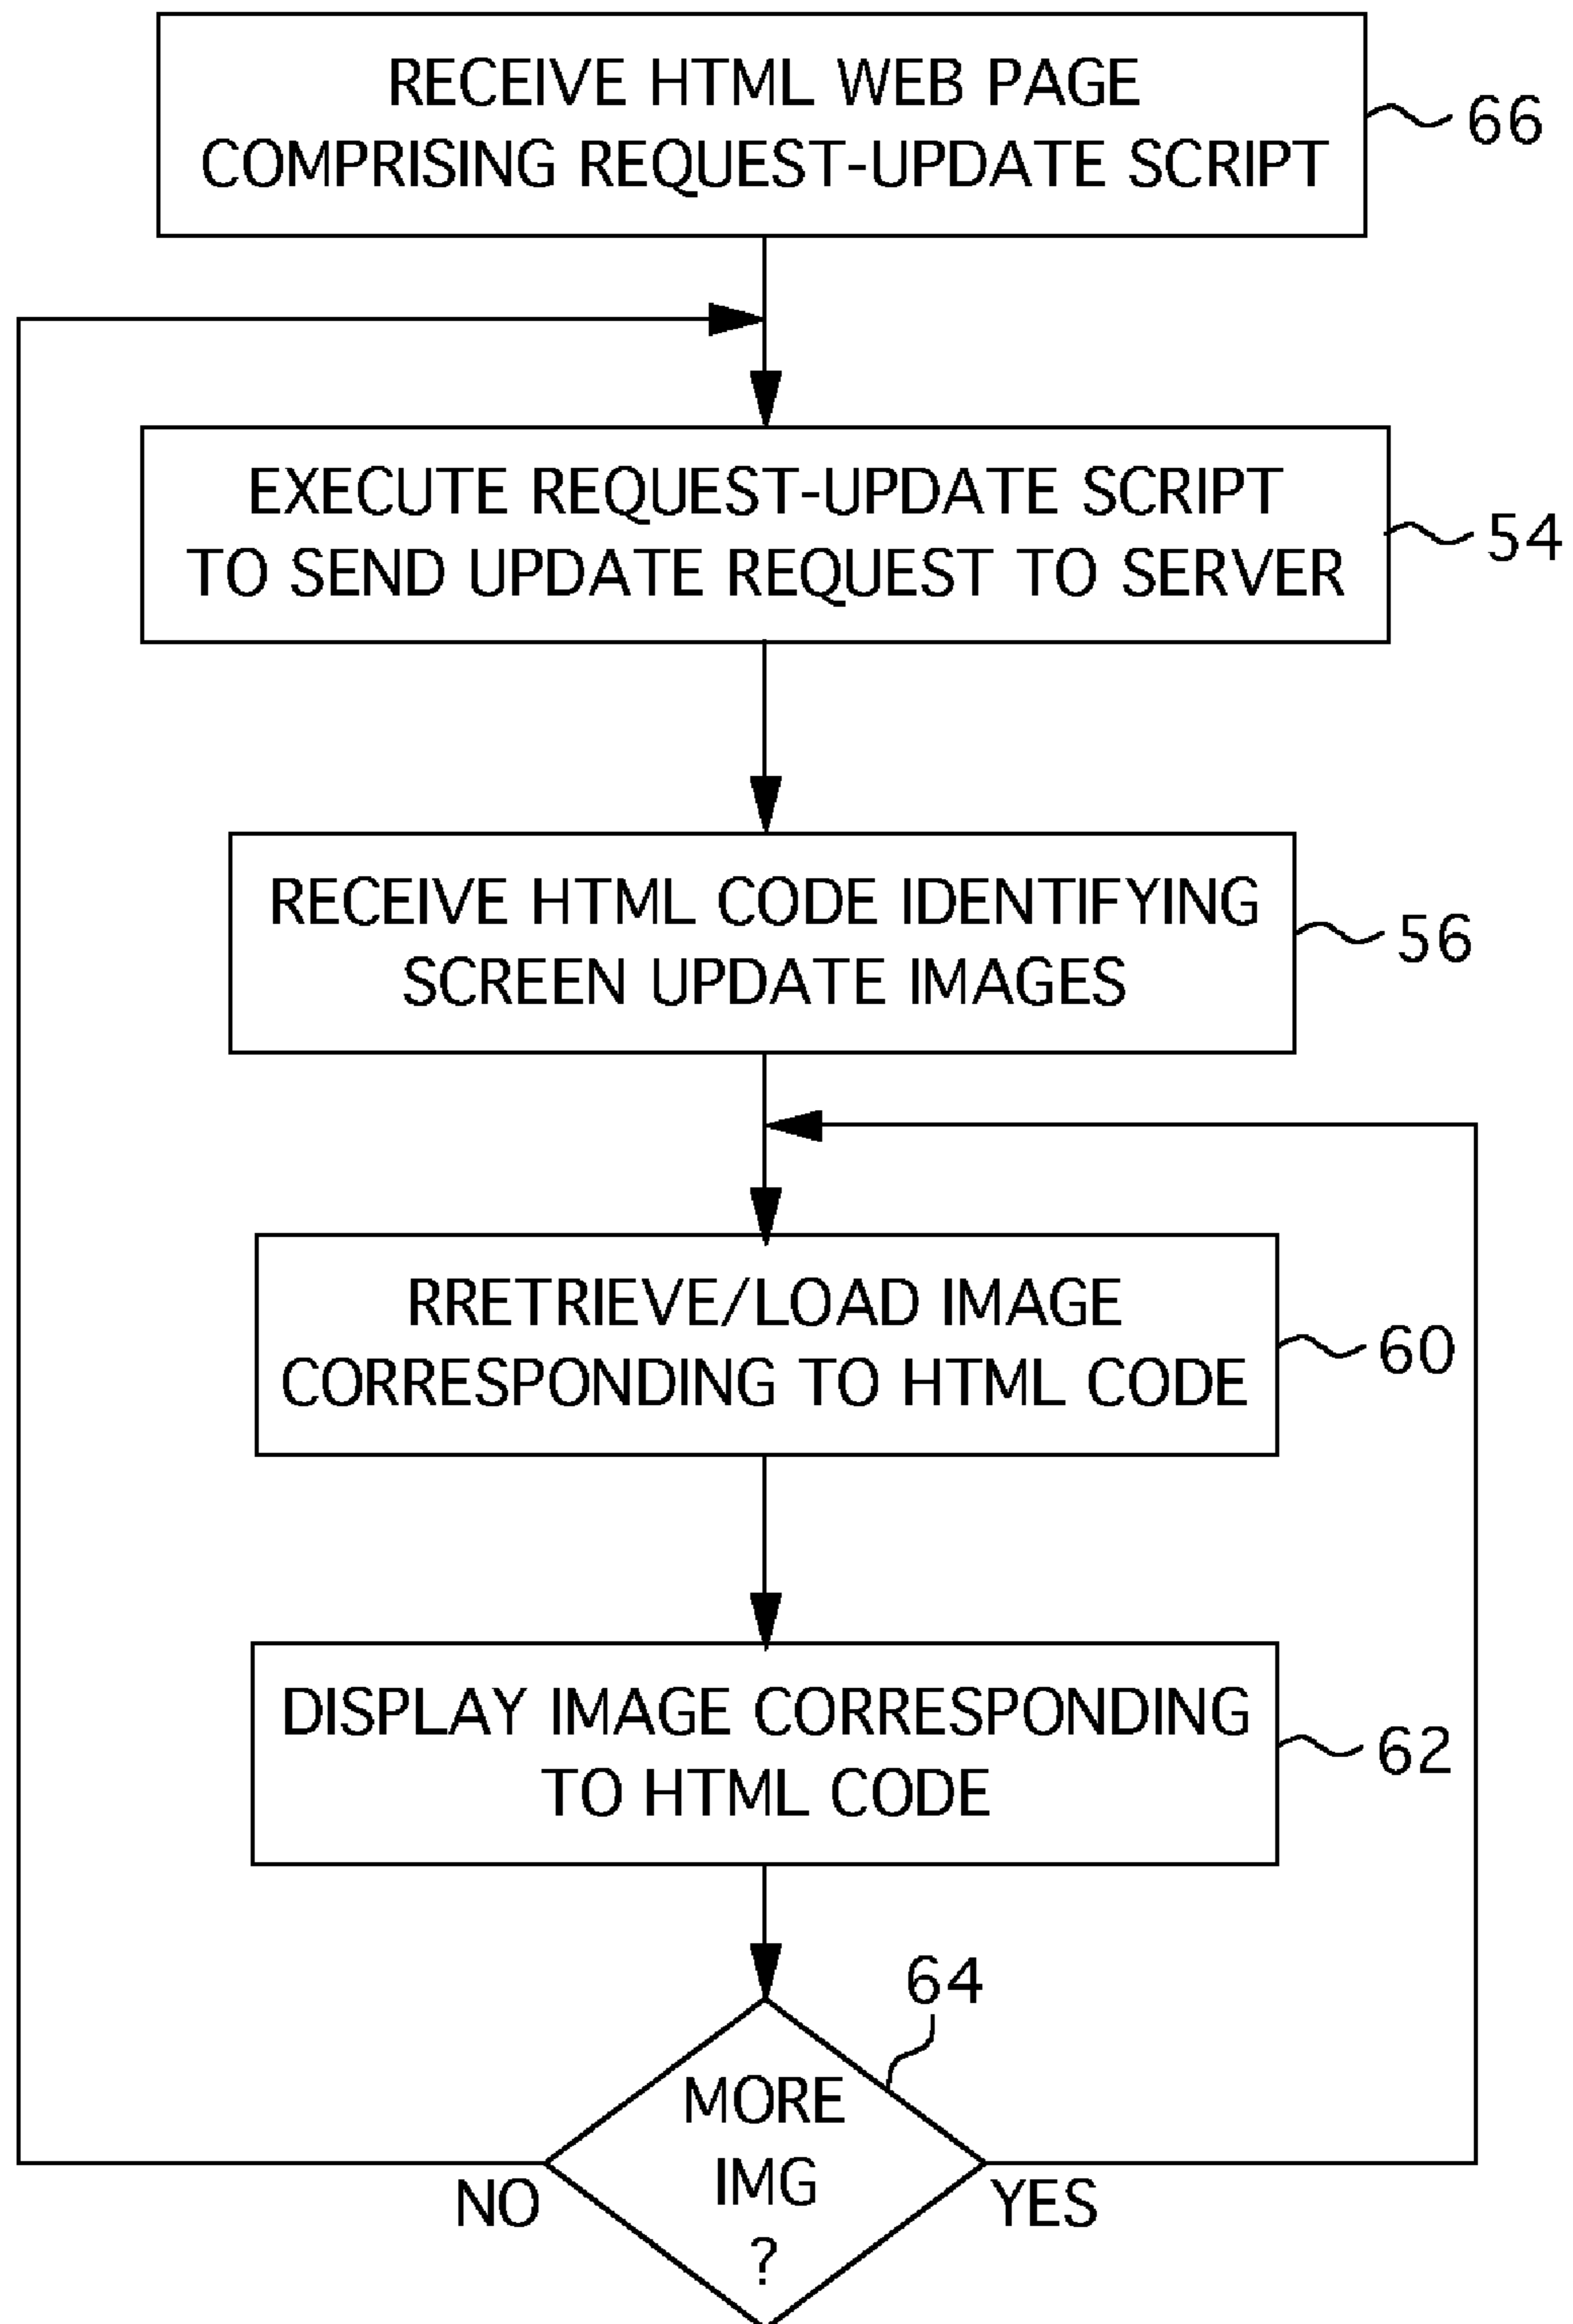 RECEIVE HTML WEB PAGE
COMPRISING REQUEST-UPDATE SCRIPT
66
EXECUTE REQUEST-UPDATE SCRIPT
TO SEND UPDATE REQUEST TO SERVER
54
RECEIVE HTML CODE IDENTIFYING
SCREEN UPDATE IMAGES
56
RRETRIEVE/LOAD IMAGE
CORRESPONDING TO HTML CODE
60
DISPLAY IMAGE CORRESPONDING
TO HTML CODE
62
64
MORE
IMG
?
NO
YES